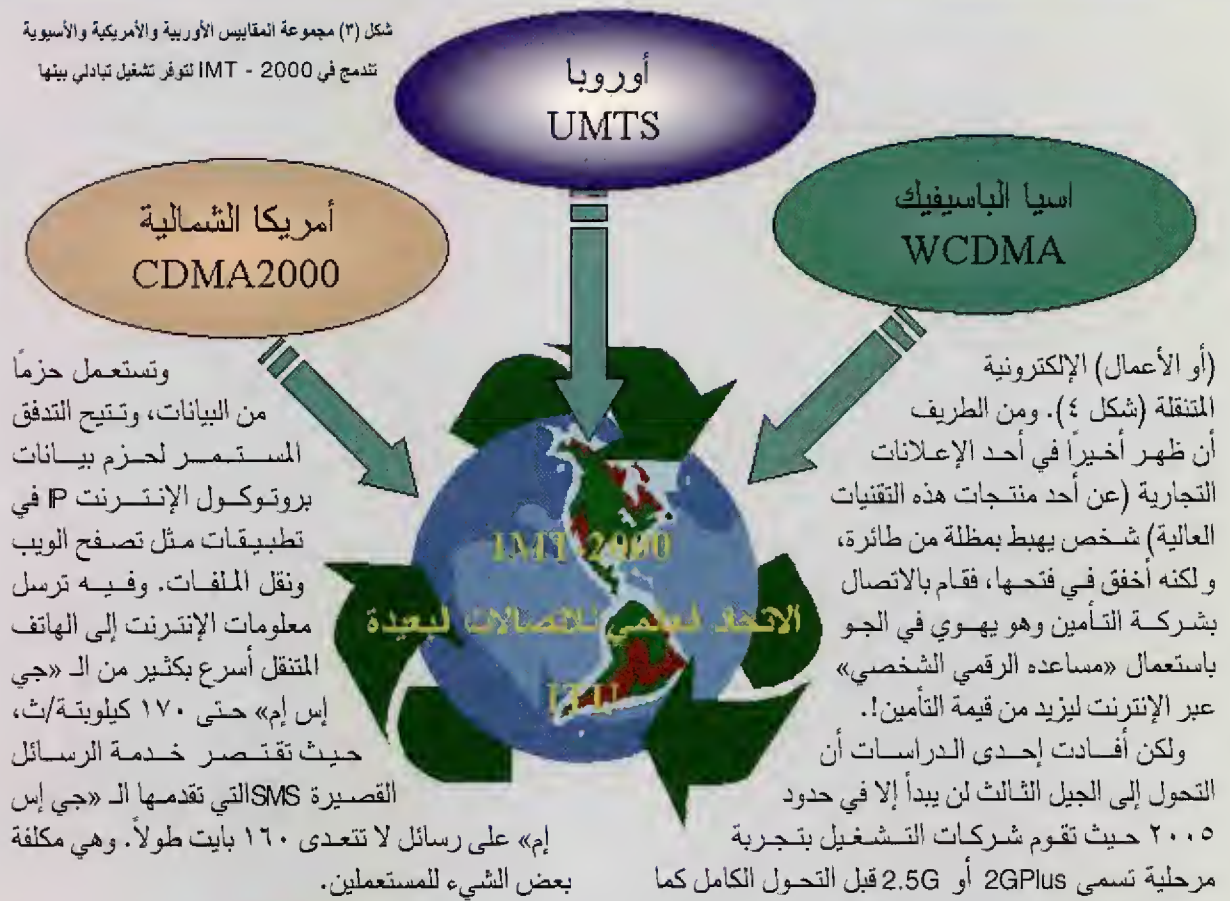 شكل (٣) مجموعة المقاييس الأوربية والأمريكية والأسيوية
تندمج في IMT - 2000 لتوفر تشغيل تبادلي بينها
أوروبا
UMTS
اسيا الباسيفيك
WCDMA
أمريكا الشمالية
CDMA2000
IMT-2000
الاتحاد لعلمي للاتصالات لبعيدة
ITU
(أو الأعمال) الإلكترونية
المتنقلة (شكل ٤). ومن الطريف
أن ظهر أخيرًا في أحد الإعلانات
التجارية (عن أحد منتجات هذه التقنيات
العالية) شخص يهبط بمظلة من طائرة،
ولكنه أخفق في فتحها، فقام بالاتصال
بشركة التأمين وهو يهوي في الجو
باستعمال «مساعده الرقمي الشخصي»
عبر الإنترنت ليزيد من قيمة التأمين!.
ولكن أفادت إحدى الدراسات أن
التحول إلى الجيل الثالث لن يبدأ إلا في حدود
٢٠٠٥ حيث تقوم شركات التشغيل بتجربة
مرحلية تسمى 2GPlus أو 2.5G قبل التحول الكامل كما
وتستعمل حزمًا
من البيانات، وتتيح التدفق
المستمر لحزم بيانات
بروتوكول الإنترنت IP في
تطبيقات مثل تصفح الويب
ونقل الملفات. وفيه ترسل
معلومات الإنترنت إلى الهاتف
المتنقل أسرع بكثير من الـ «جي
إس إم» حتى ١٧٠ كيلوبتة/ث،
حيث تقتصر خدمة الرسائل
القصيرة SMS التي تقدمها الـ «جي إس
إم» على رسائل لا تتعدى ١٦٠ بايت طولاً. وهي مكلفة
بعض الشيء للمستعملين.